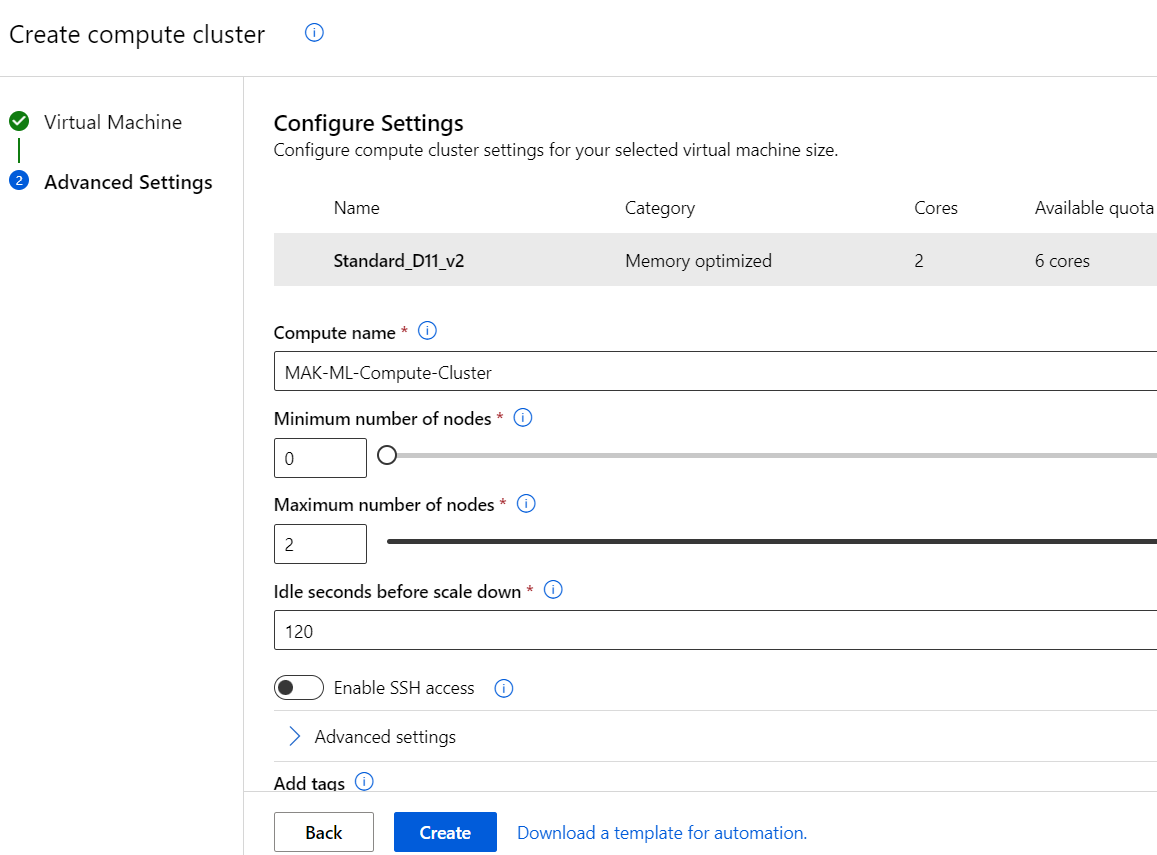 Create compute cluster
Virtual Machine
2 Advanced Settings
Configure Settings
Configure compute cluster settings for your selected virtual machine size.
Name Category Cores Available quota
Standard_D11_v2 Memory optimized 2 6 cores
Compute name *
MAK-ML-Compute-Cluster
Minimum number of nodes *
0
Maximum number of nodes *
2
Idle seconds before scale down *
120
Enable SSH access
Advanced settings
Add tags
Back Create Download a template for automation.